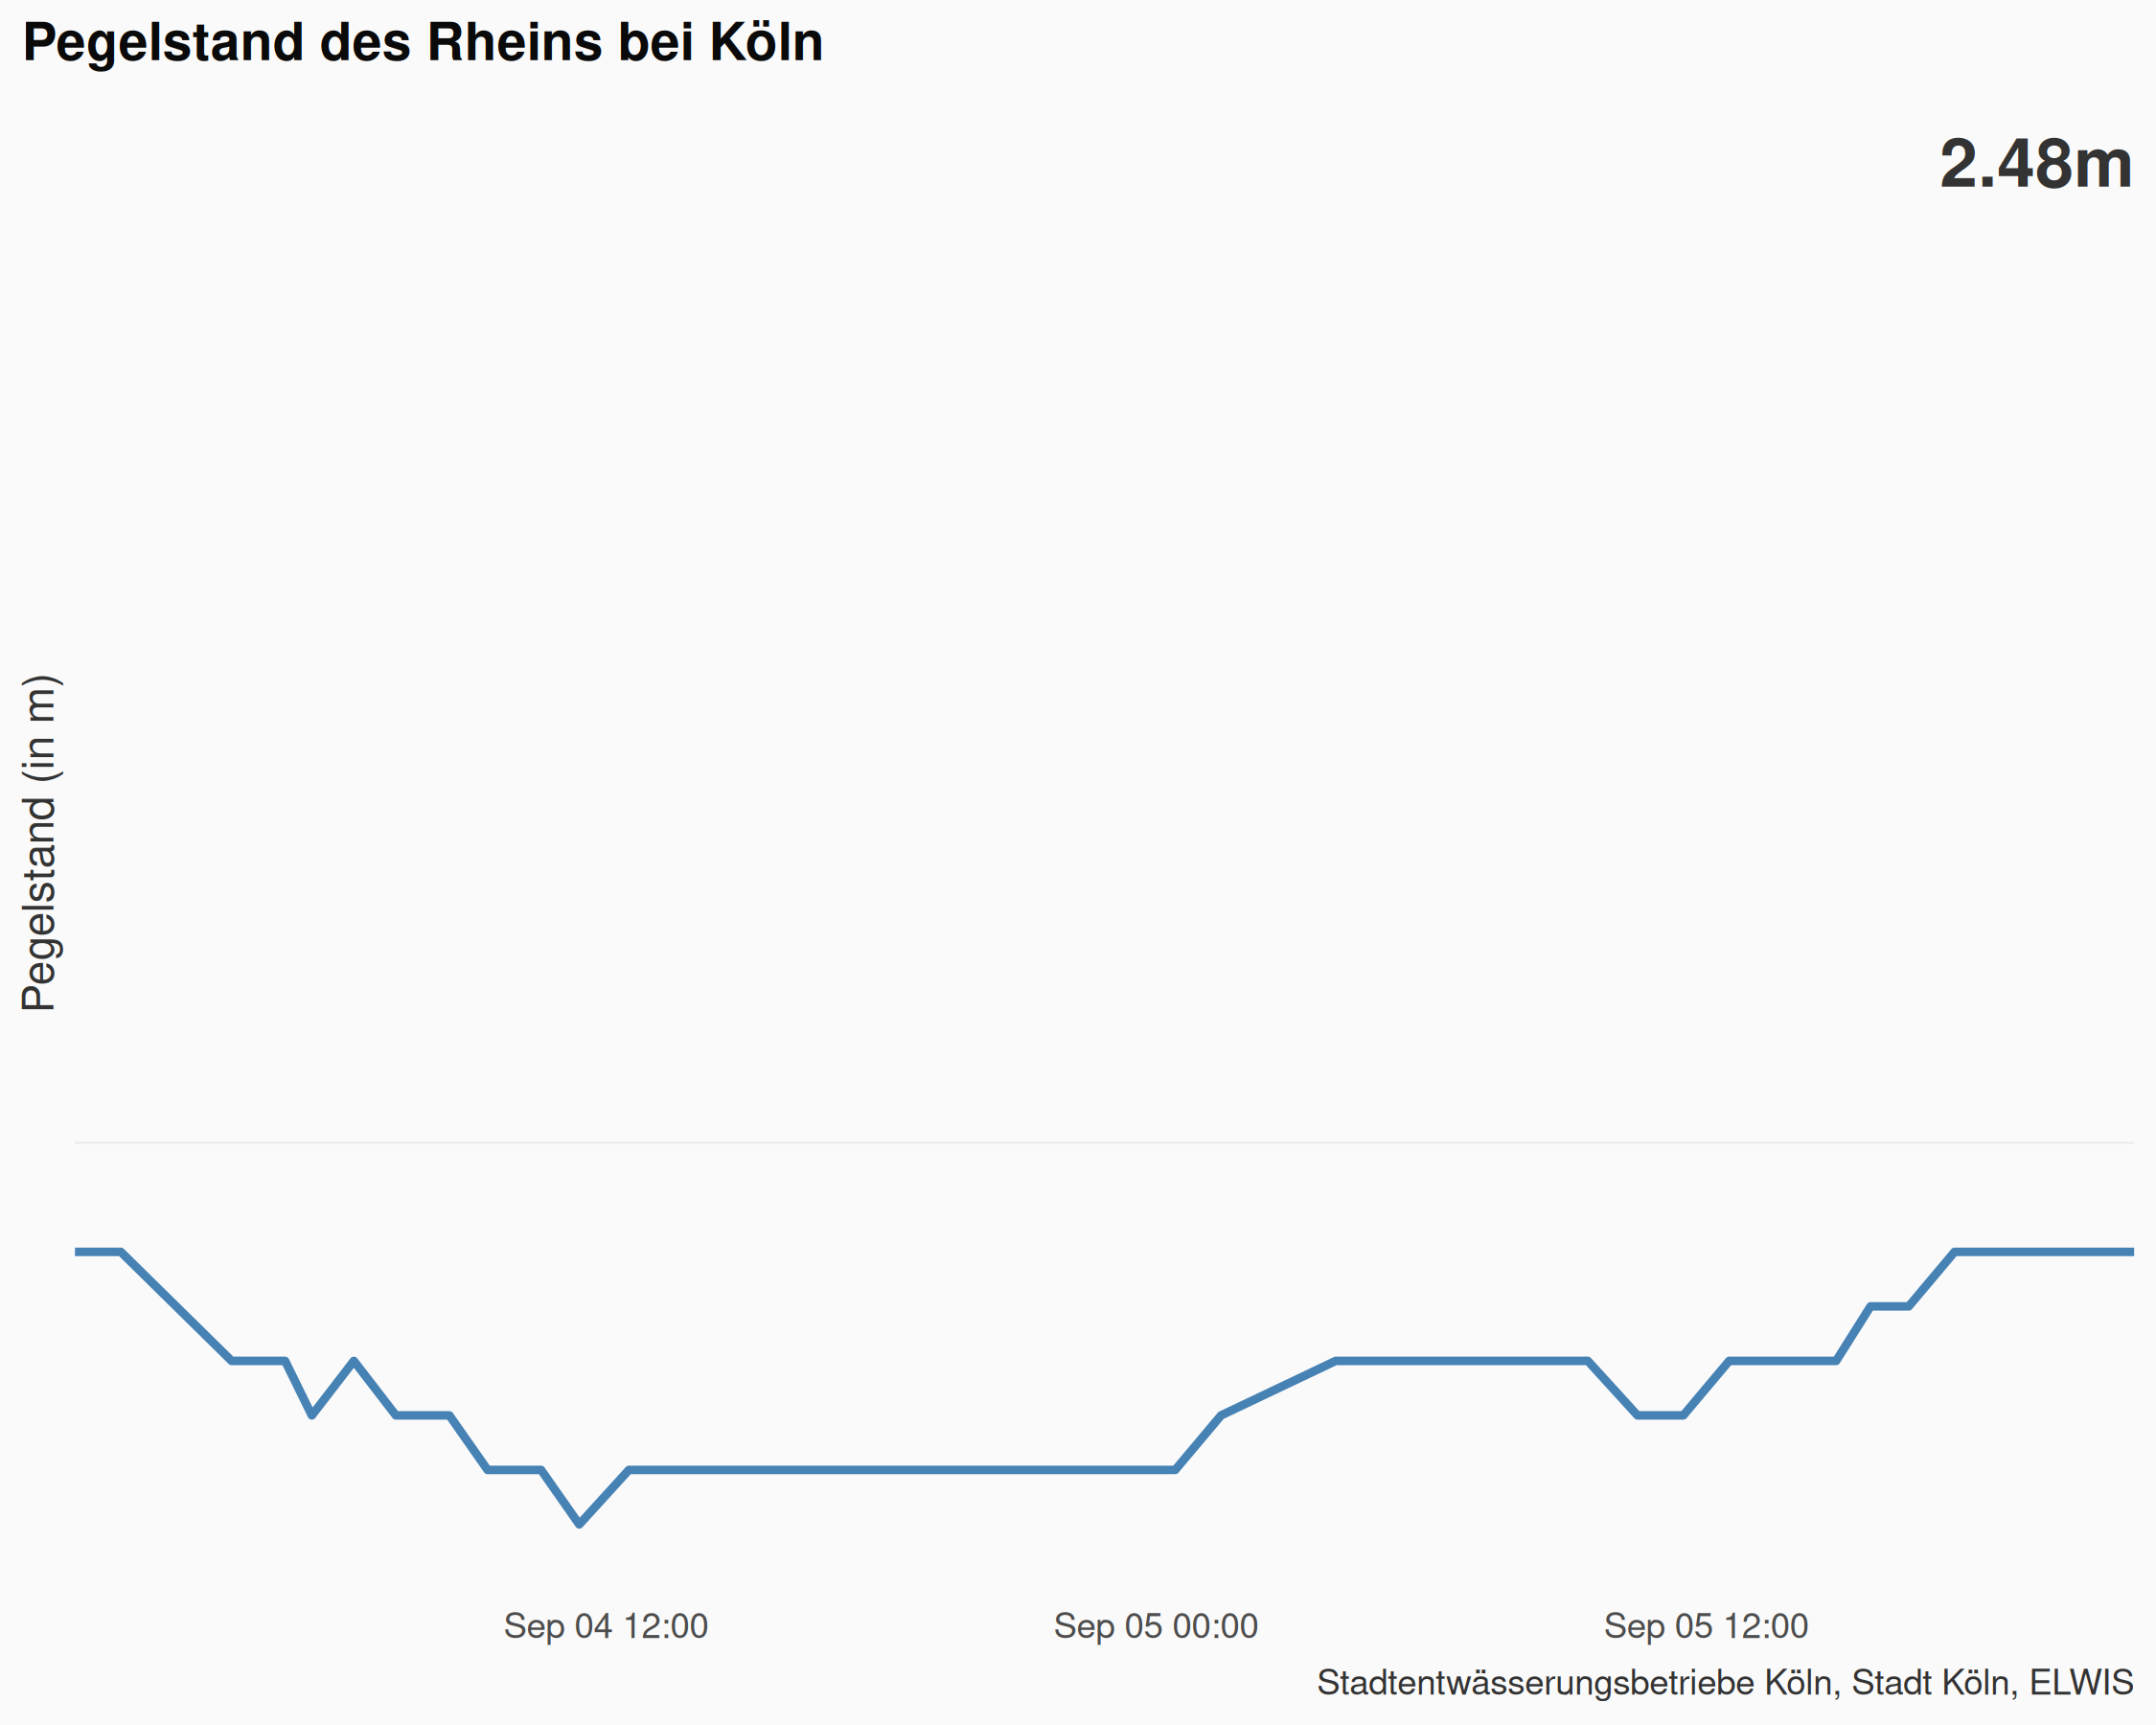 Pegelstand des Rheins bei Köln
2.48m
Pegelstand (in m)
Sep 04 12:00
Sep 05 00:00
Sep 05 12:00
Stadtentwässerungsbetriebe Köln, Stadt Köln, ELWIS